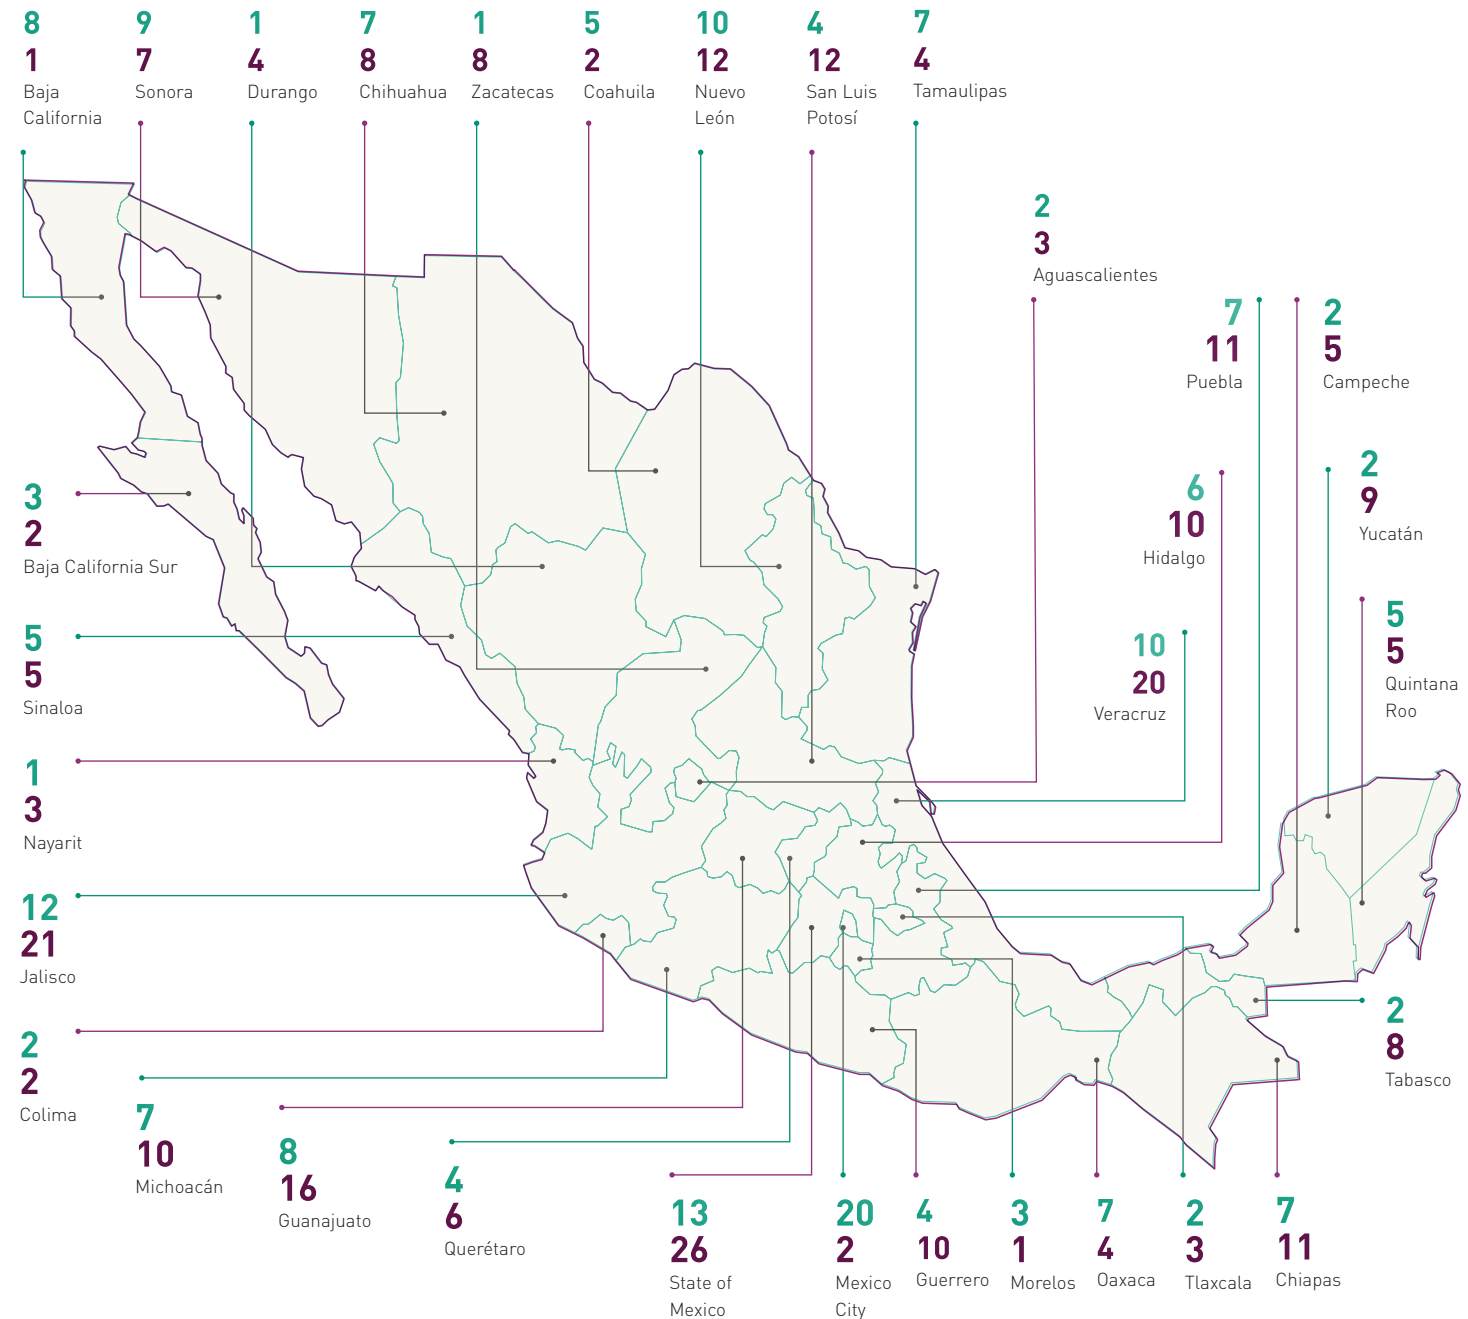 8
1
Baja
California
9
7
Sonora
1
4
Durango
7
8
Chihuahua
1
8
Zacatecas
5
2
Coahuila
10
12
Nuevo
León
4
12
San Luis
Potosí
7
4
Tamaulipas
2
3
Aguascalientes
7
11
Puebla
2
5
Campeche
6
10
Hidalgo
2
9
Yucatán
10
20
Veracruz
5
5
Quintana
Roo
3
2
Baja California Sur
5
5
Sinaloa
1
3
Nayarit
12
21
Jalisco
2
2
Colima
7
10
Michoacán
8
16
Guanajuato
4
6
Querétaro
13
26
State of
Mexico
20
2
Mexico
City
4
10
Guerrero
3
1
Morelos
7
4
Oaxaca
2
3
Tlaxcala
7
11
Chiapas
2
8
Tabasco